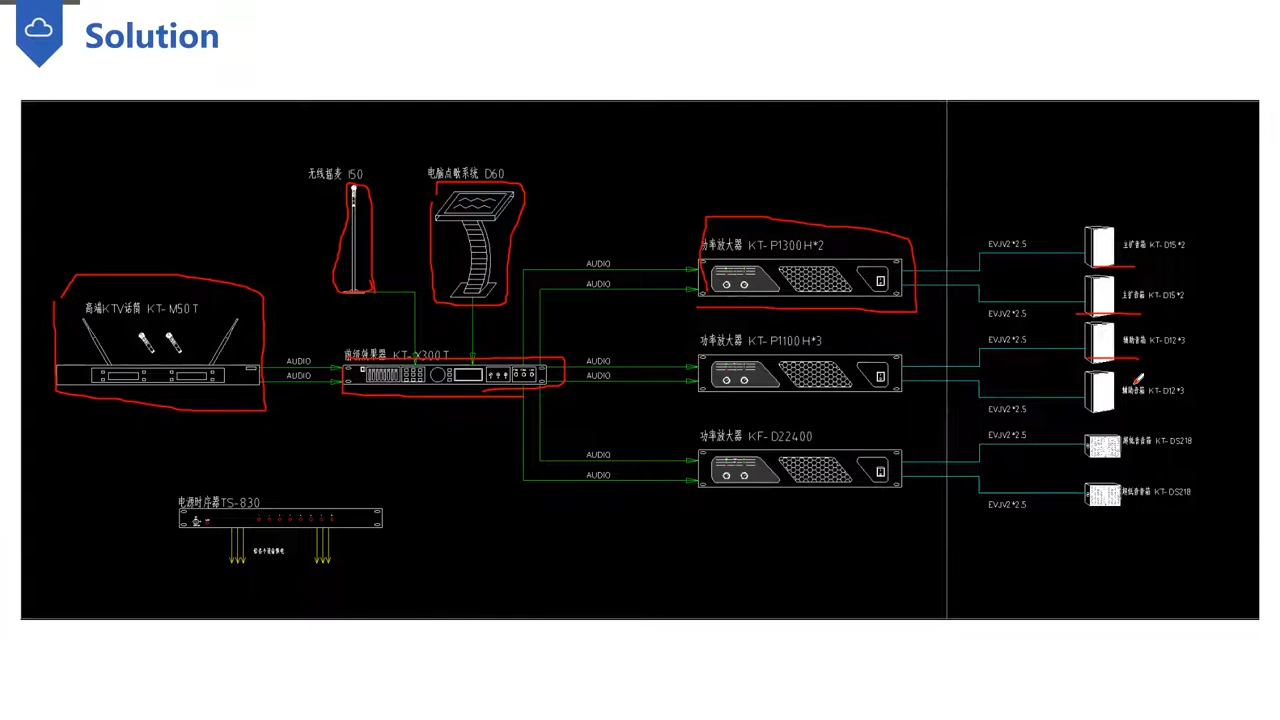 Solution
无线摇麦 I50
电脑点歌系统 D60
高端KTV话筒 KT-M50T
AUDIO
AUDIO
前级效果器 KT-X300T
AUDIO
AUDIO
功率放大器 KT-P1300H*2
AUDIO
AUDIO
功率放大器 KT-P1100H*3
AUDIO
AUDIO
功率放大器 KF-D22400
EVJV2*2.5
EVJV2*2.5
EVJV2*2.5
EVJV2*2.5
EVJV2*2.5
EVJV2*2.5
主扩音箱 KT-D15*2
主扩音箱 KT-D15*2
辅助音箱 KT-D12*3
辅助音箱 KT-D12*3
超低音音箱 KT-DS218
超低音音箱 KT-DS218
电源时序器TS-830